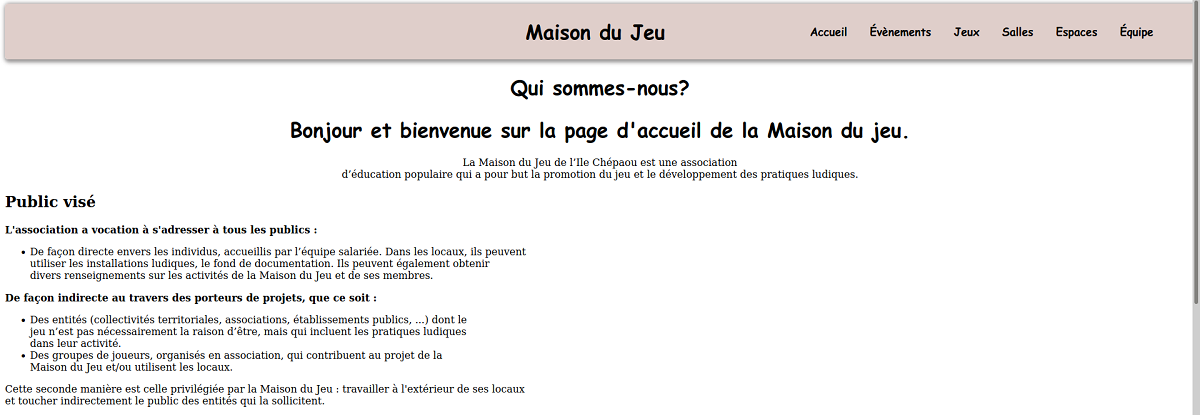 Maison du Jeu
Accueil Évènements Jeux Salles Espaces Équipe
Qui sommes-nous?
Bonjour et bienvenue sur la page d'accueil de la Maison du jeu.
La Maison du Jeu de l’Ile Chépaou est une association
d’éducation populaire qui a pour but la promotion du jeu et le développement des pratiques ludiques.
Public visé
L'association a vocation à s'adresser à tous les publics :
• De façon directe envers les individus, accueillis par l’équipe salariée. Dans les locaux, ils peuvent
utiliser les installations ludiques, le fond de documentation. Ils peuvent également obtenir
divers renseignements sur les activités de la Maison du Jeu et de ses membres.
De façon indirecte au travers des porteurs de projets, que ce soit :
• Des entités (collectivités territoriales, associations, établissements publics, ...) dont le
jeu n’est pas nécessairement la raison d’être, mais qui incluent les pratiques ludiques
dans leur activité.
• Des groupes de joueurs, organisés en association, qui contribuent au projet de la
Maison du Jeu et/ou utilisent les locaux.
Cette seconde manière est celle privilégiée par la Maison du Jeu : travailler à l'extérieur de ses locaux
et toucher indirectement le public des entités qui la sollicitent.